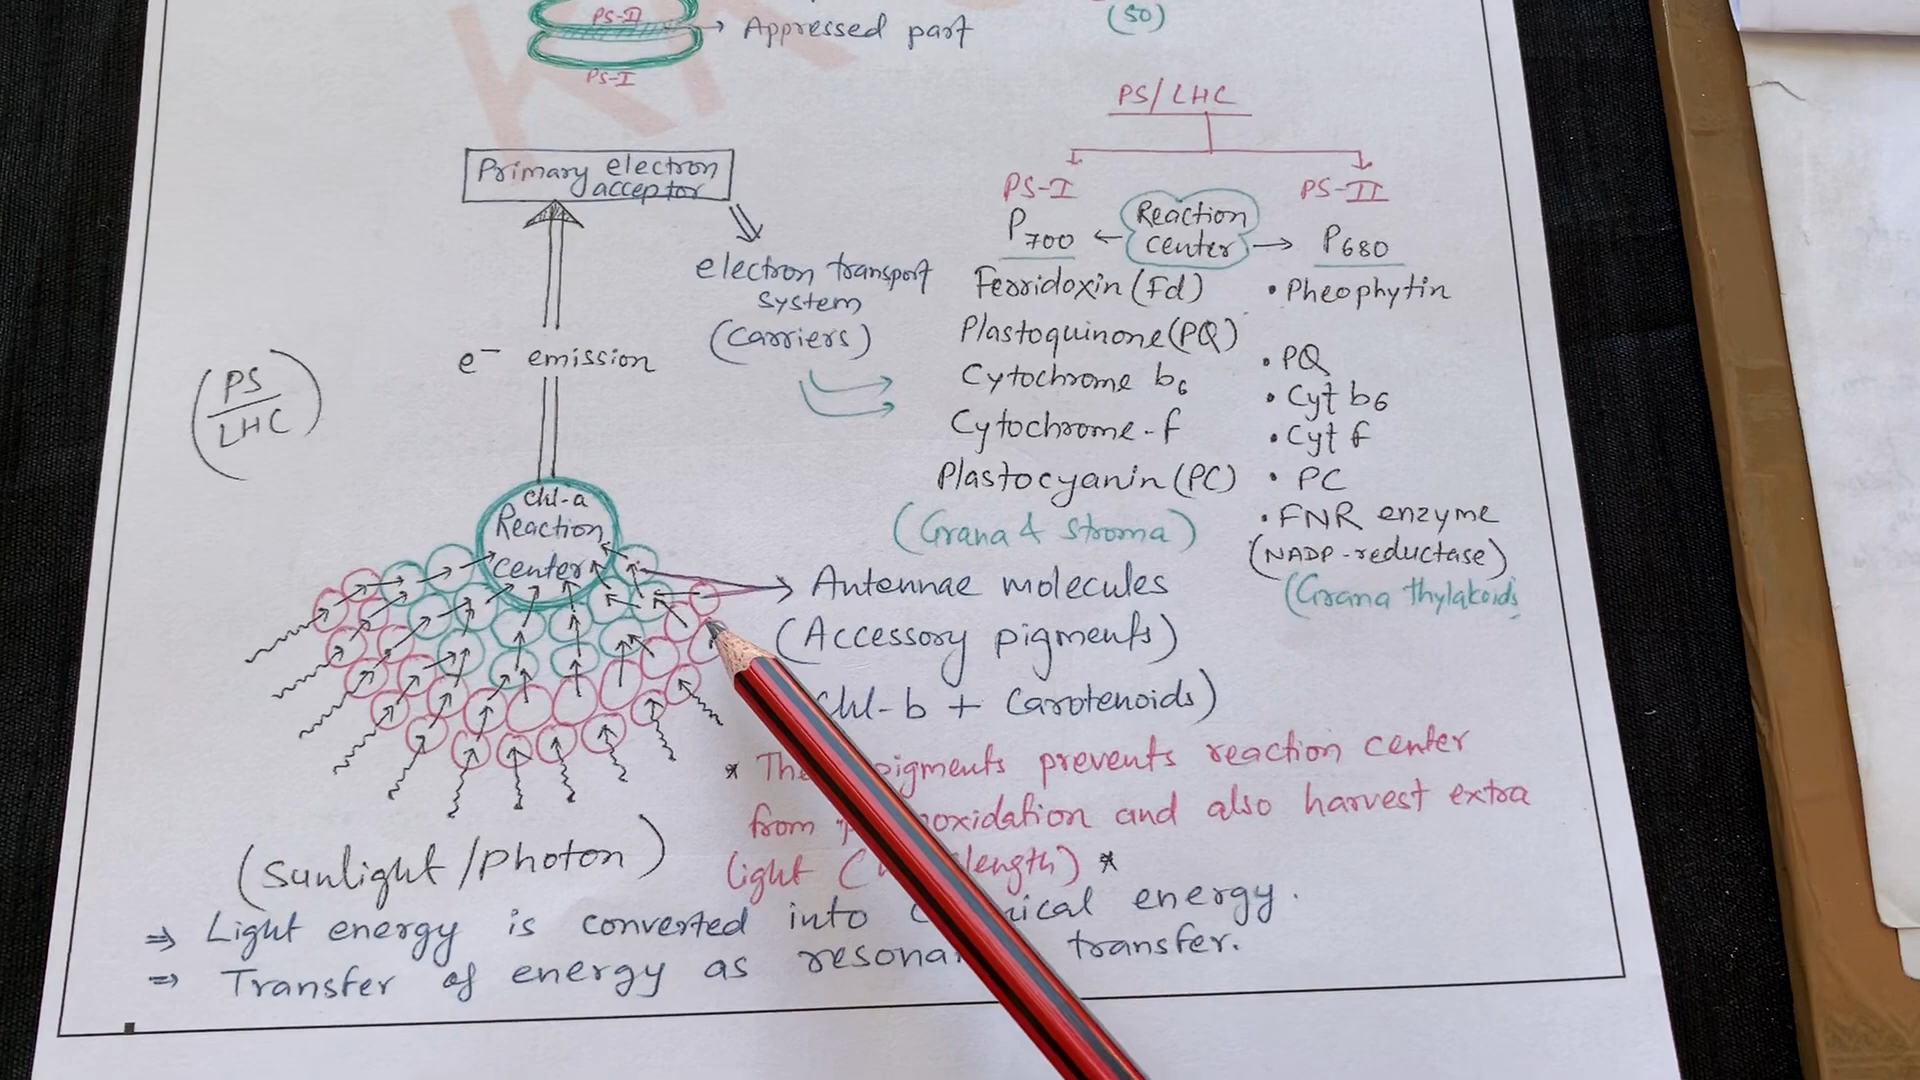 PS-II
Appressed part
PS-I
(50)
PS/LHC
Primary electron
acceptor
electron transport
system
(Carriers)
e⁻ emission
PS
LHC
Chl-a
Reaction
center
PS-I
PS-II
Reaction
center
P700
P680
Ferridoxin (Fd)
Plastoquinone (PQ)
Cytochrome b6
Cytochrome-f
Plastocyanin (PC)
(Grana & stroma)
• Pheophytin
• PQ
• Cyt b6
• Cyt f
• PC
• FNR enzyme
(NADP-reductase)
(Grana thylakoids
Antennae molecules
(Accessory pigments)
Chl-b + Carotenoids)
* pigments prevents reaction center
from and also harvest extra
light ( *
(Sunlight/Photon)
⇒ Light energy is converted into energy.
⇒ Transfer of energy as transfer.